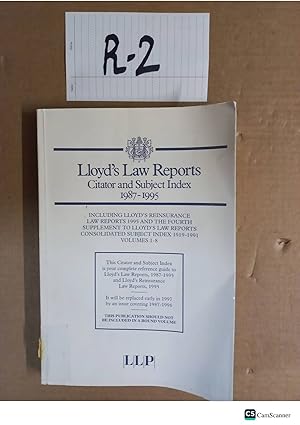 R-2
Lloyd's Law Reports
Citator and Subject Index
1987-1995
INCLUDING LLOYD'S REINSURANCE
LAW REPORTS 1995 AND THE FOURTH
SUPPLEMENT TO LLOYD'S LAW REPORTS
CONSOLIDATED SUBJECT INDEX 1919-1991
VOLUMES 1-8
This Citator and Subject Index
is your complete reference guide to
Lloyd's Law Reports, 1987-1995
and Lloyd's Reinsurance
Law Reports, 1995
It will be replaced early in 1997
by an issue covering 1987-1996
THIS PUBLICATION SHOULD NOT
BE INCLUDED IN A BOUND VOLUME
LLP
CS CamScanner